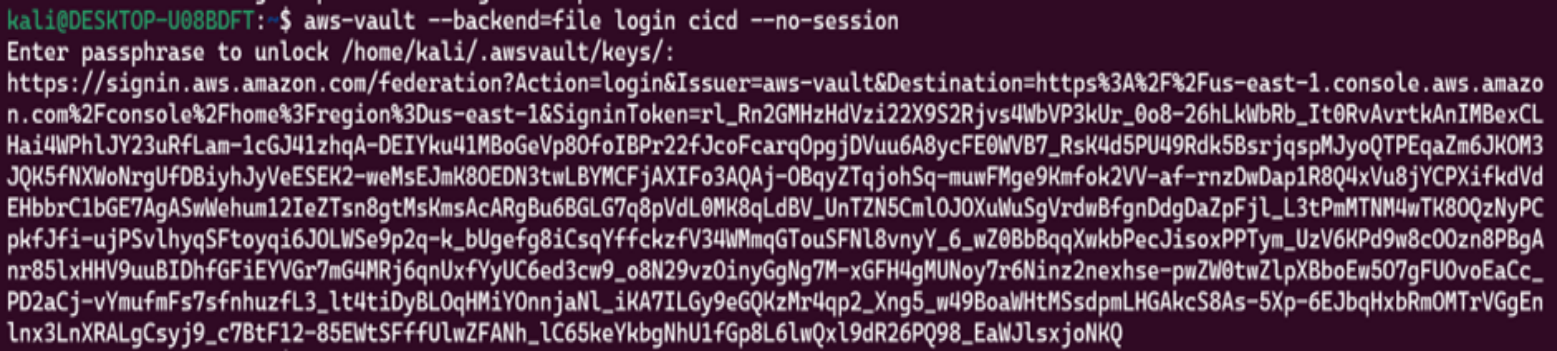 kali@DESKTOP-U08BDFT:~$ aws-vault --backend=file login cicd --no-session
Enter passphrase to unlock /home/kali/.awsvault/keys/:
https://signin.aws.amazon.com/federation?Action=login&Issuer=aws-vault&Destination=https%3A%2F%2Fus-east-1.console.aws.amazo
n.com%2Fconsole%2Fhome%3Fregion%3Dus-east-1&SigninToken=rl_Rn2GMHzHdVzi22X9S2Rjvs4WbVP3kUr_0o8-26hLkWbRb_It0RvAvrtkAnIMBexCL
Hai4WPhlJY23uRfLam-1cGJ41zhqA-DEIYku41MBoGeVp8OfoIBPr22fJcoFcarqOpgjDVuu6A8ycFE0WVB7_RsK4d5PU49Rdk5BsrjqspMJyoQTPEqaZm6JKOM3
JQK5fNXWoNrgUfDBiyhJyVeESEK2-weMsEJmK8OEDN3twLBYMCFjAXIFo3AQAj-OBqyZTqjohSq-muwFMge9Kmfok2VV-af-rnzDwDap1R8Q4xVu8jYCPXifkdVd
EHbbrC1bGE7AgASwWehum12IeZTsn8gtMsKmsAcARgBu6BGLG7q8pVdL0MK8qLdBV_UnTZN5CmlOJOXuWuSgVrdwBfgnDdgDaZpFjl_L3tPmMTNM4wTK8OQzNyPC
pkfJfi-ujPSvlhyqSFtoyqi6JOLWSe9p2q-k_bUgefg8iCsqYffckzfV34WMmqGTouSFNl8vnyY_6_wZ0BbBqqXwkbPecJisoxPPTym_UzV6KPd9w8cOOzn8PBgA
nr85lxHHV9uuBIDhfGFiEYVGr7mG4MRj6qnUxfYyUC6ed3cw9_o8N29vzOinyGgNg7M-xGFH4gMUNoy7r6Ninz2nexhse-pwZW0twZlpXBboEw5O7gFUOvoEaCc_
PD2aCj-vYmufmFs7sfnhuzfL3_lt4tiDyBLOqHMiYOnnjaNl_iKA7ILGy9eGQKzMr4qp2_Xng5_w49BoaWHtMSsdpmLHGAkcS8As-5Xp-6EJbqHxbRmOMTrVGgEn
lnx3LnXRALgCsyj9_c7BtF12-85EWtSFffUlwZFANh_lC65keYkbgNhU1fGp8L6lwQxl9dR26PQ98_EaWJlsxjoNKQ